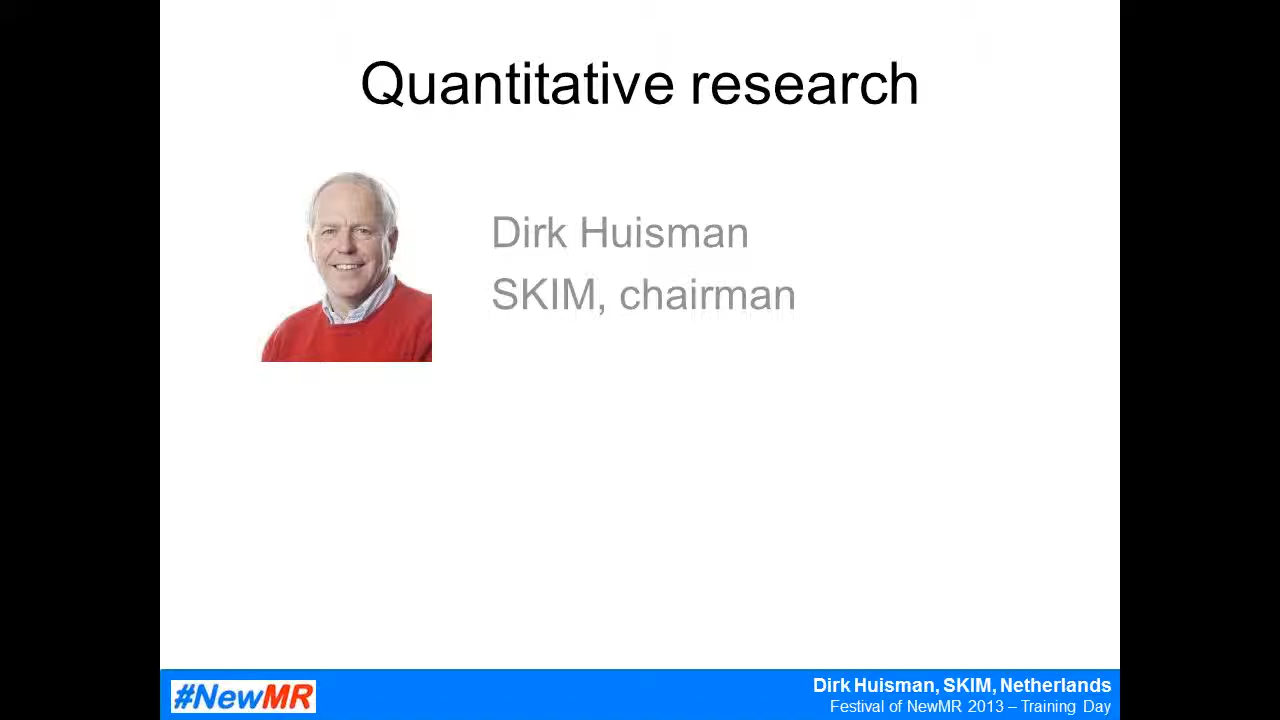 Quantitative research
Dirk Huisman
SKIM, chairman
#NewMR
Dirk Huisman, SKIM, Netherlands
Festival of NewMR 2013 – Training Day